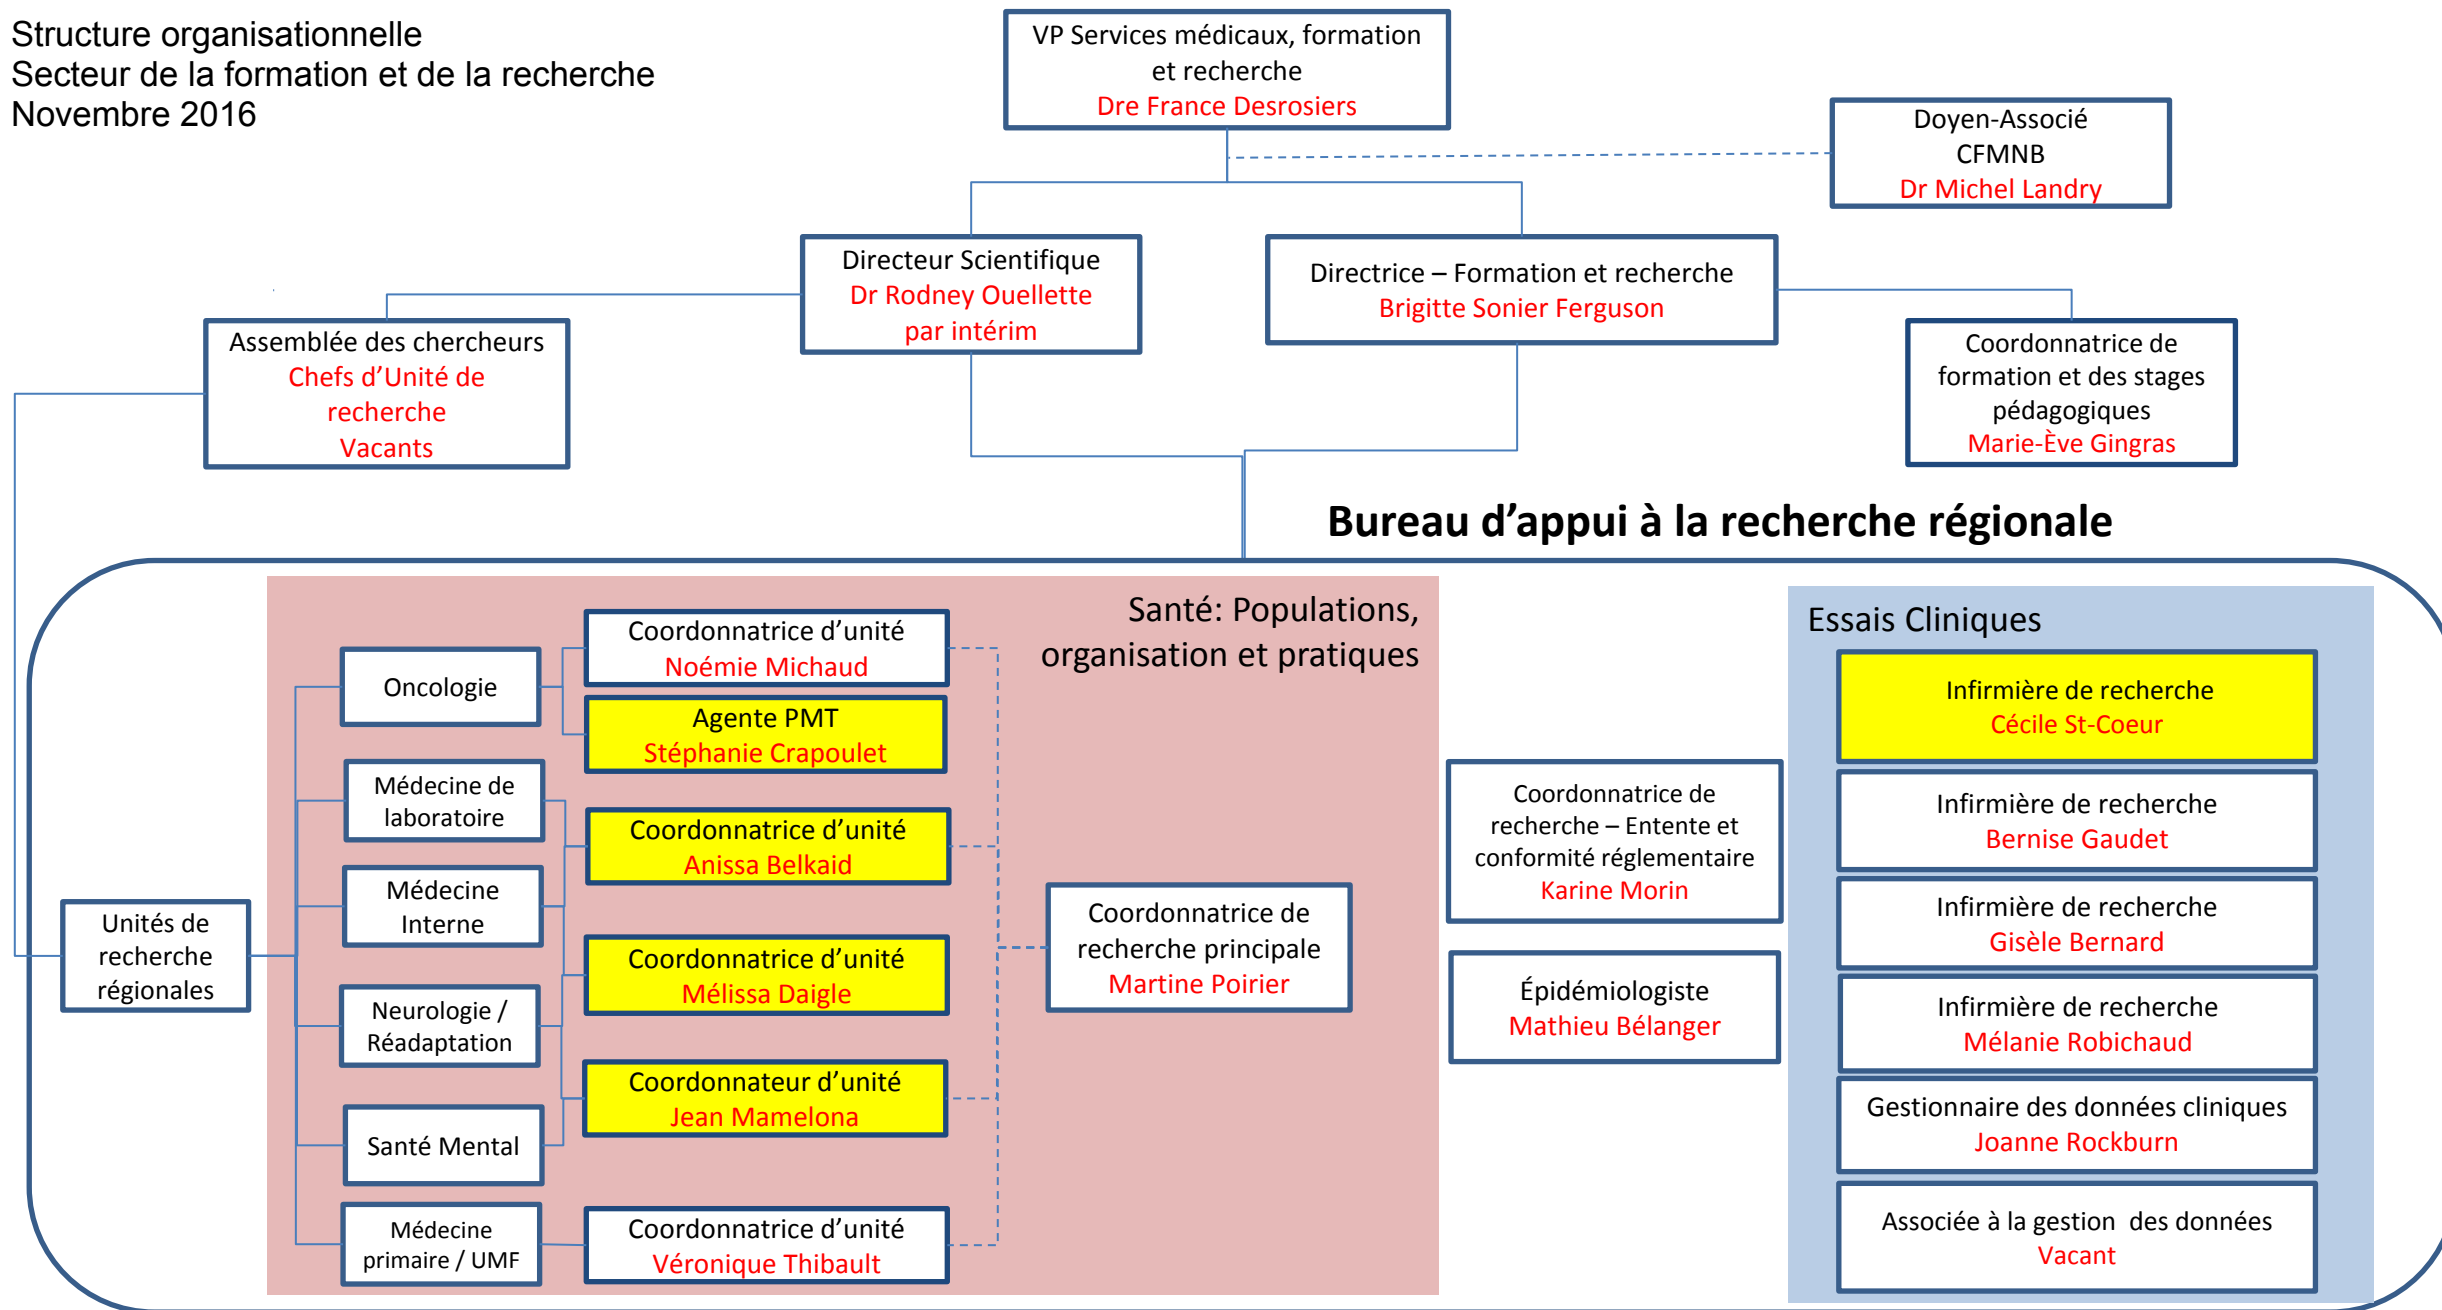 Structure organisationnelle
Secteur de la formation et de la recherche
Novembre 2016
VP Services médicaux, formation
et recherche
Dre France Desrosiers
Doyen-Associé
CFMNB
Dr Michel Landry
Directeur Scientifique
Dr Rodney Ouellette
par intérim
Directrice – Formation et recherche
Brigitte Sonier Ferguson
Assemblée des chercheurs
Chefs d’Unité de
recherche
Vacants
Coordonnatrice de
formation et des stages
pédagogiques
Marie-Ève Gingras
Bureau d’appui à la recherche régionale
Santé: Populations,
organisation et pratiques
Essais Cliniques
Unités de
recherche
régionales
Oncologie
Médecine de
laboratoire
Médecine
Interne
Neurologie /
Réadaptation
Santé Mental
Médecine
primaire / UMF
Coordonnatrice d’unité
Noémie Michaud
Agente PMT
Stéphanie Crapoulet
Coordonnatrice d’unité
Anissa Belkaid
Coordonnatrice d’unité
Mélissa Daigle
Coordonnateur d’unité
Jean Mamelona
Coordonnatrice d’unité
Véronique Thibault
Coordonnatrice de
recherche principale
Martine Poirier
Coordonnatrice de
recherche – Entente et
conformité réglementaire
Karine Morin
Épidémiologiste
Mathieu Bélanger
Infirmière de recherche
Cécile St-Coeur
Infirmière de recherche
Bernise Gaudet
Infirmière de recherche
Gisèle Bernard
Infirmière de recherche
Mélanie Robichaud
Gestionnaire des données cliniques
Joanne Rockburn
Associée à la gestion  des données
Vacant